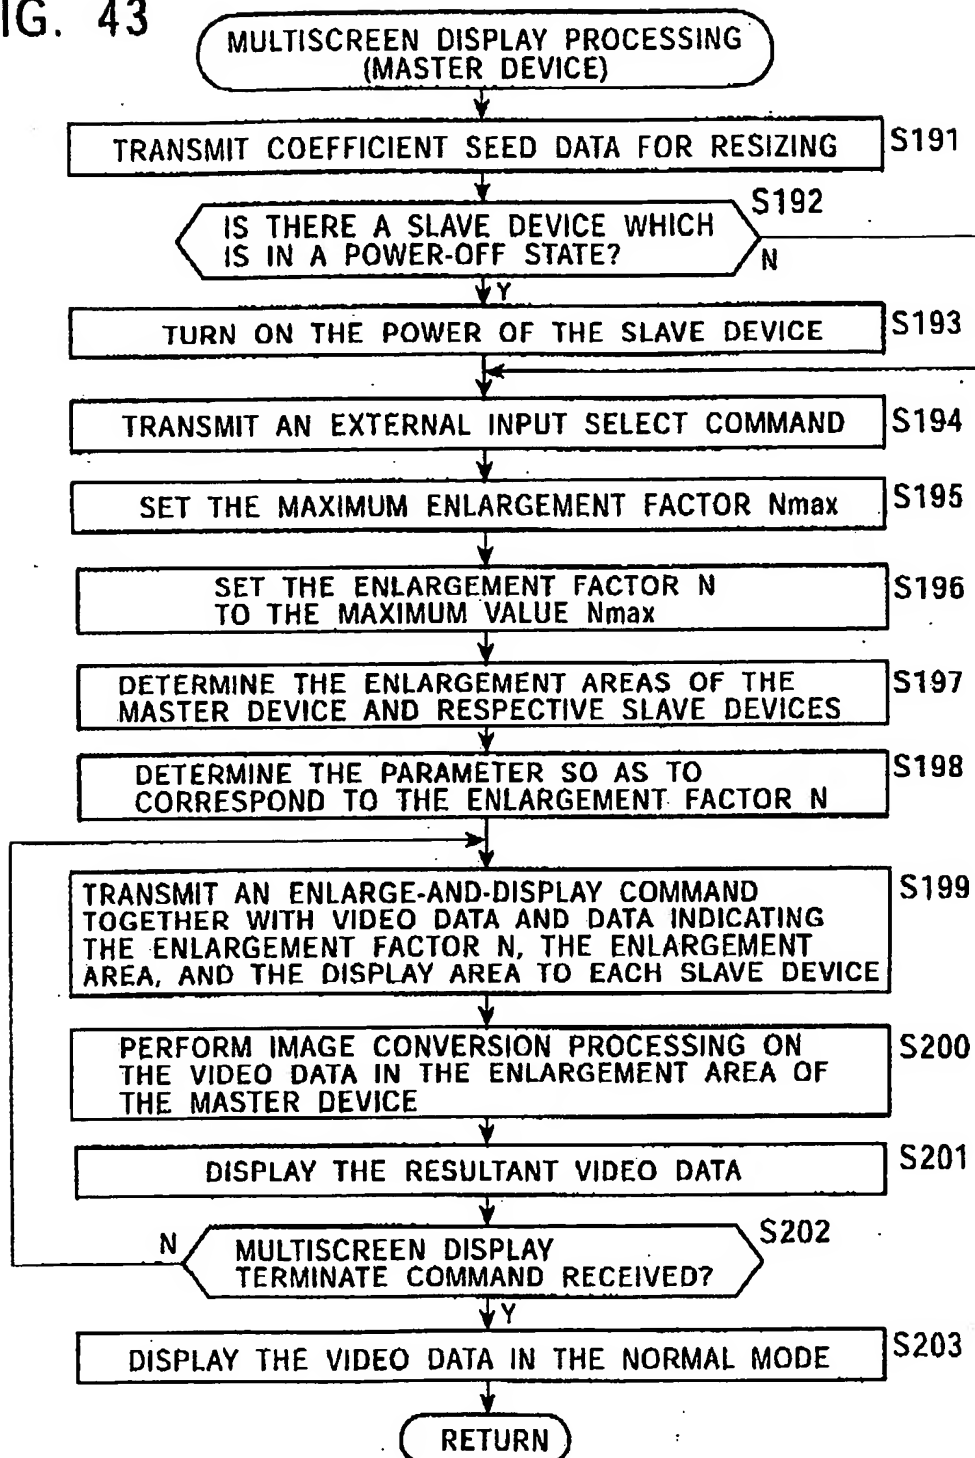 IG. 43
MULTISCREEN DISPLAY PROCESSING
(MASTER DEVICE)
TRANSMIT COEFFICIENT SEED DATA FOR RESIZING
S191
S192
IS THERE A SLAVE DEVICE WHICH
IS IN A POWER-OFF STATE?
N
Y
TURN ON THE POWER OF THE SLAVE DEVICE
S193
TRANSMIT AN EXTERNAL INPUT SELECT COMMAND
S194
SET THE MAXIMUM ENLARGEMENT FACTOR Nmax
S195
SET THE ENLARGEMENT FACTOR N
TO THE MAXIMUM VALUE Nmax
S196
DETERMINE THE ENLARGEMENT AREAS OF THE
MASTER DEVICE AND RESPECTIVE SLAVE DEVICES
S197
DETERMINE THE PARAMETER SO AS TO
CORRESPOND TO THE ENLARGEMENT FACTOR N
S198
TRANSMIT AN ENLARGE-AND-DISPLAY COMMAND
TOGETHER WITH VIDEO DATA AND DATA INDICATING
THE ENLARGEMENT FACTOR N, THE ENLARGEMENT
AREA, AND THE DISPLAY AREA TO EACH SLAVE DEVICE
S199
PERFORM IMAGE CONVERSION PROCESSING ON
THE VIDEO DATA IN THE ENLARGEMENT AREA OF
THE MASTER DEVICE
S200
DISPLAY THE RESULTANT VIDEO DATA
S201
S202
N
MULTISCREEN DISPLAY
TERMINATE COMMAND RECEIVED?
Y
DISPLAY THE VIDEO DATA IN THE NORMAL MODE
S203
RETURN